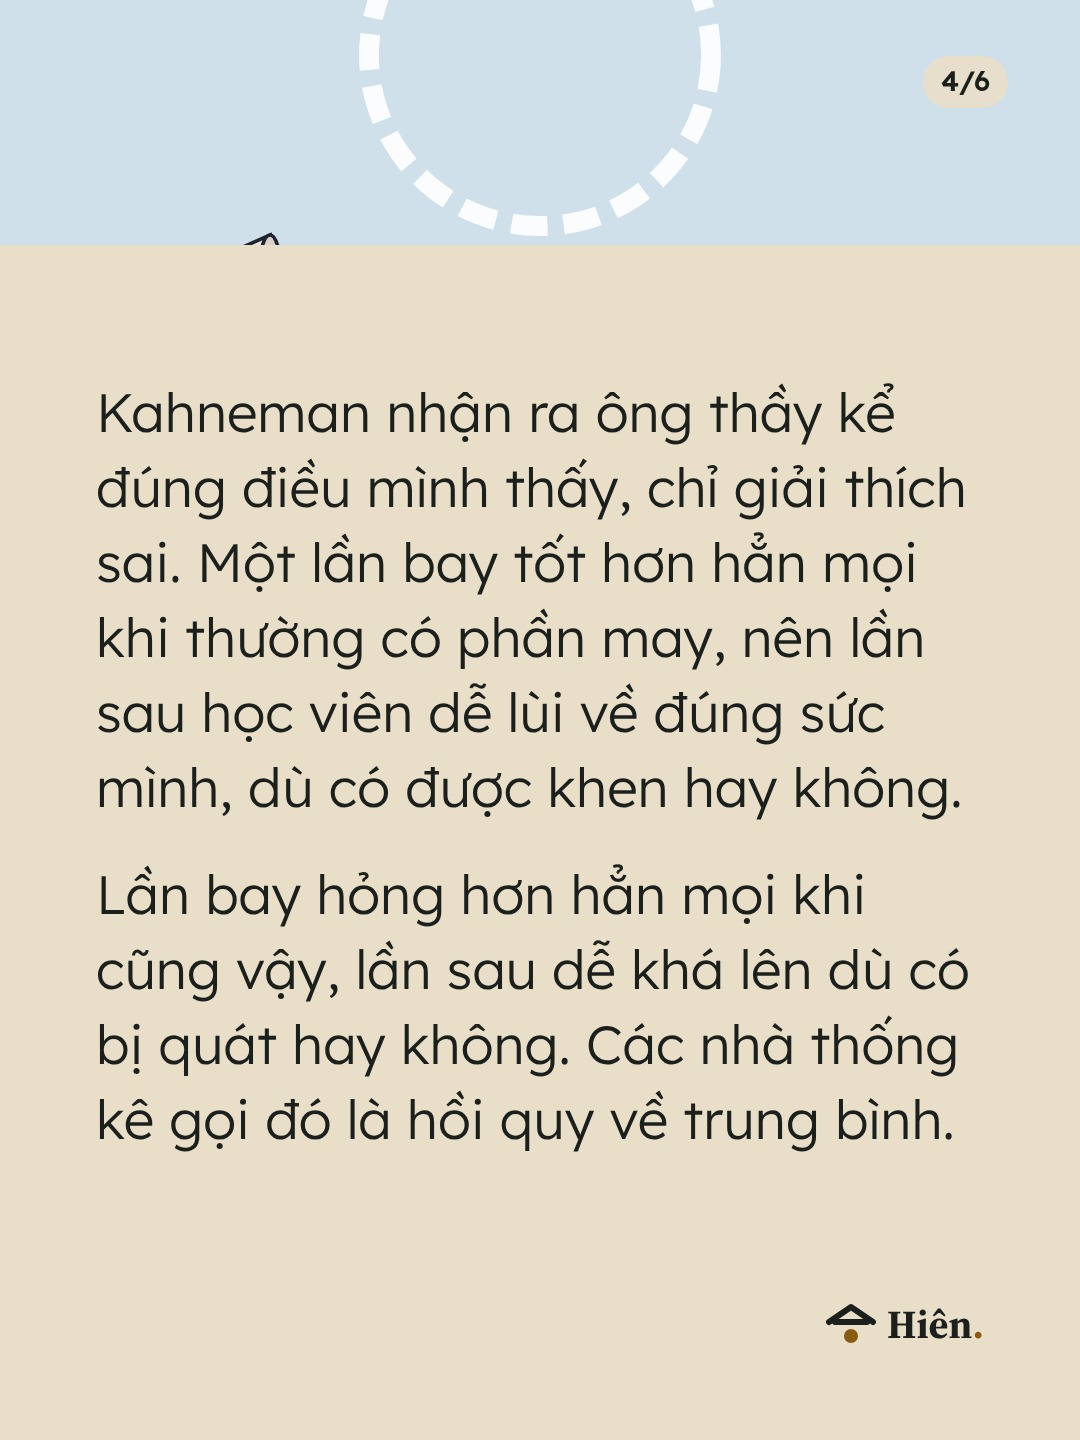 4/6
Kahneman nhận ra ông thầy kể
đúng điều mình thấy, chỉ giải thích
sai. Một lần bay tốt hơn hẳn mọi
khi thường có phần may, nên lần
sau học viên dễ lùi về đúng sức
mình, dù có được khen hay không.
Lần bay hỏng hơn hẳn mọi khi
cũng vậy, lần sau dễ khá lên dù có
bị quát hay không. Các nhà thống
kê gọi đó là hồi quy về trung bình.
Hiên.